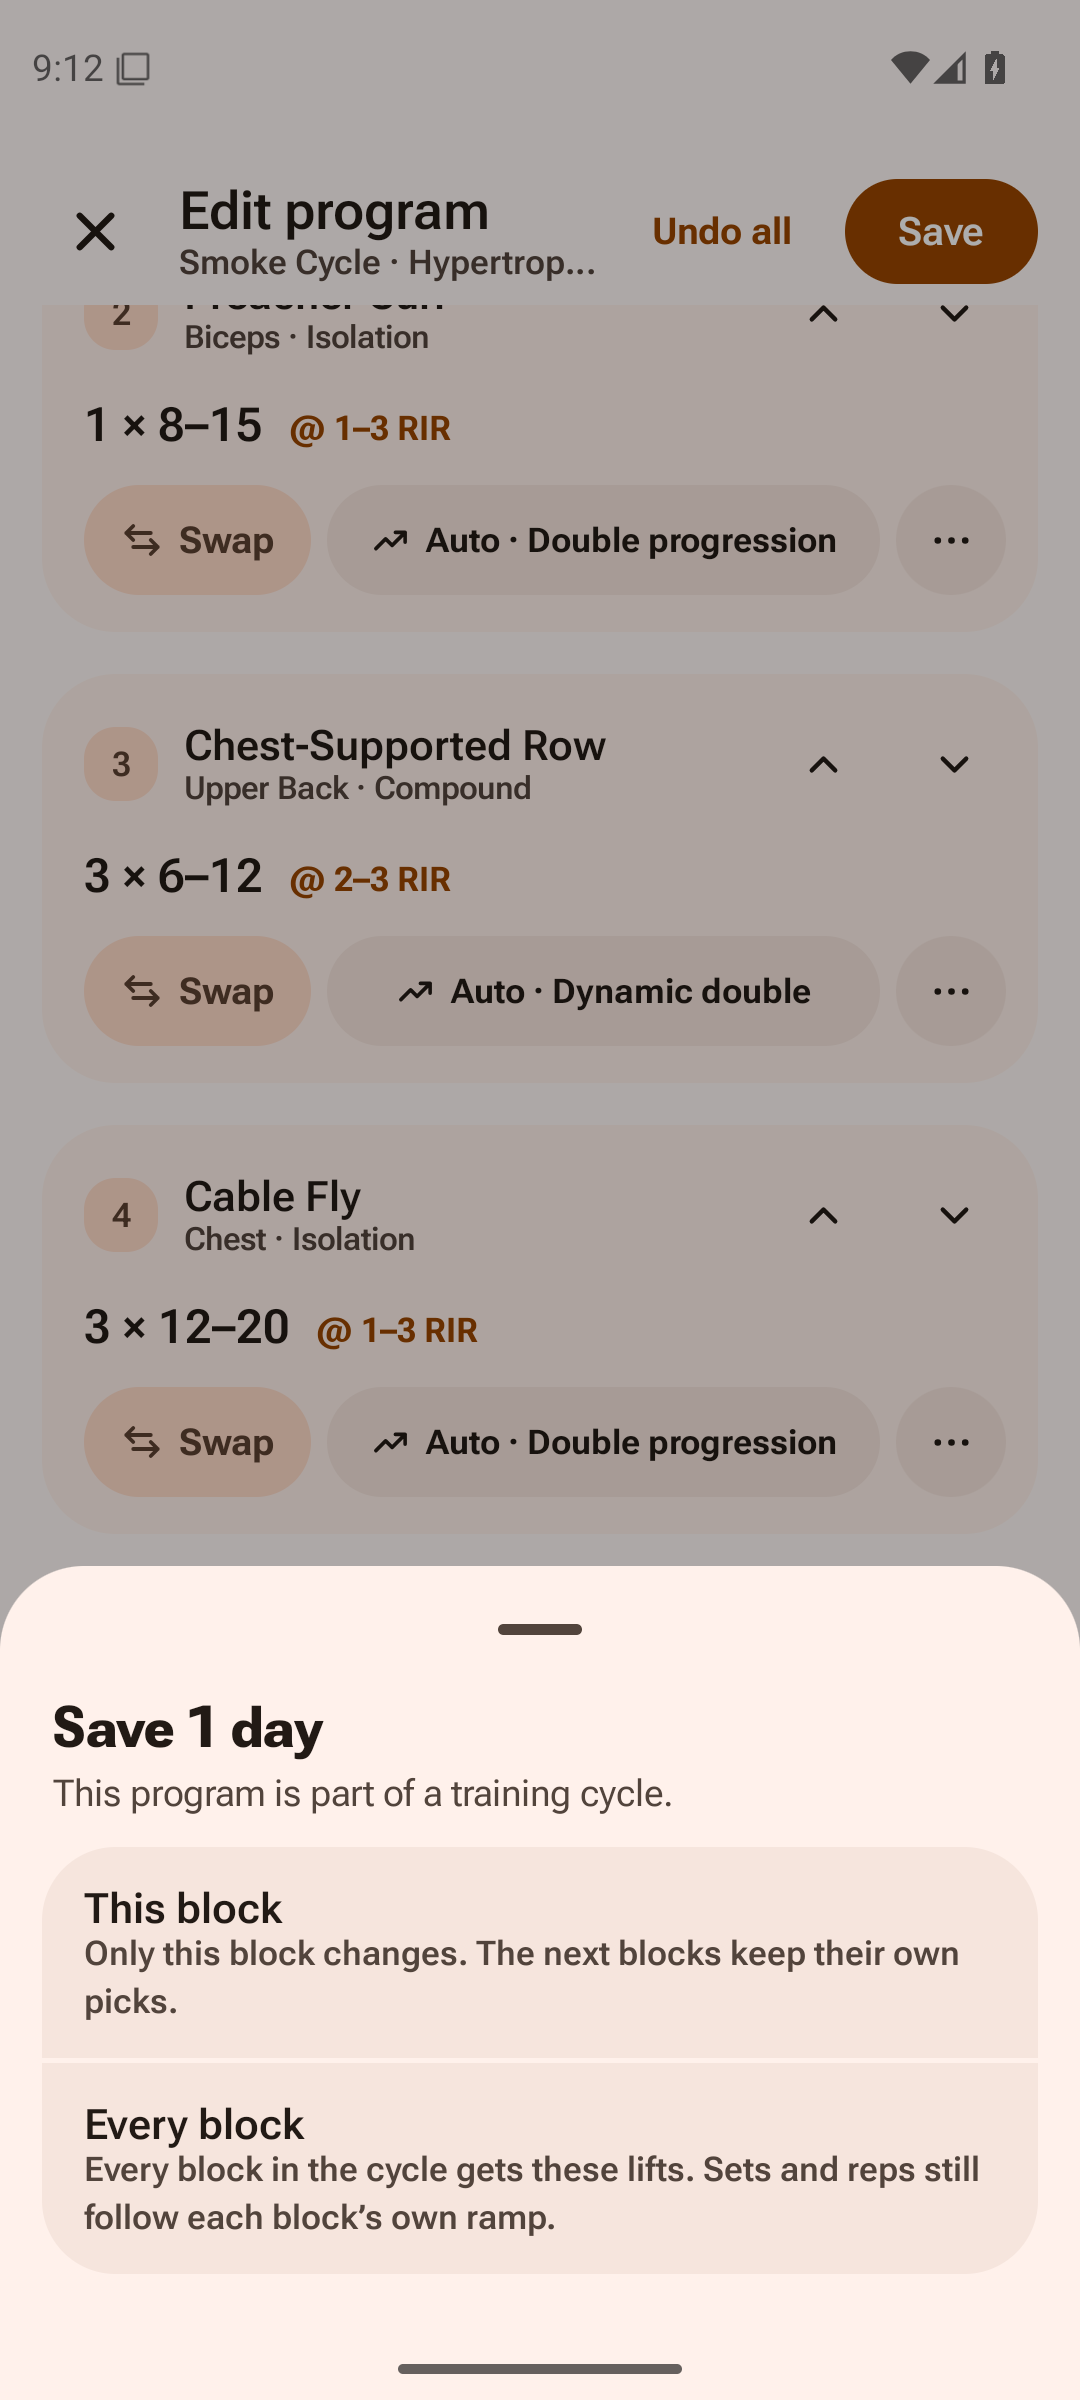 9:12
Edit program
Smoke Cycle · Hypertrop...
Undo all
Save
2
Biceps · Isolation
1 × 8–15 @ 1–3 RIR
Swap
Auto · Double progression
3
Chest-Supported Row
Upper Back · Compound
3 × 6–12 @ 2–3 RIR
Swap
Auto · Dynamic double
4
Cable Fly
Chest · Isolation
3 × 12–20 @ 1–3 RIR
Swap
Auto · Double progression
Save 1 day
This program is part of a training cycle.
This block
Only this block changes. The next blocks keep their own
picks.
Every block
Every block in the cycle gets these lifts. Sets and reps still
follow each block’s own ramp.